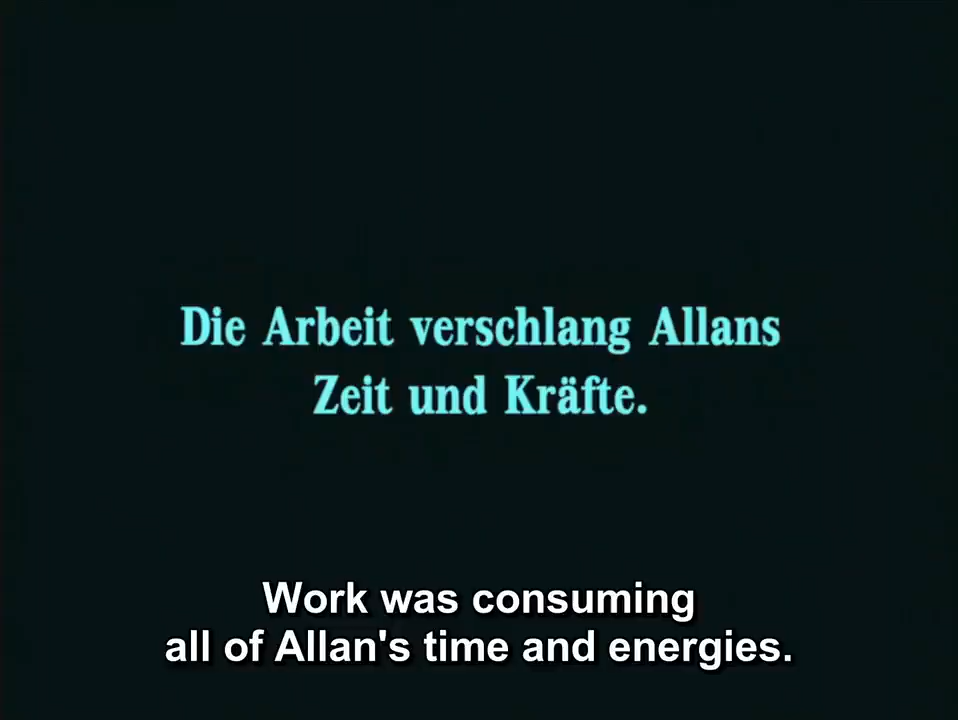 Die Arbeit verschlang Allans
Zeit und Kräfte.
Work was consuming
all of Allan's time and energies.